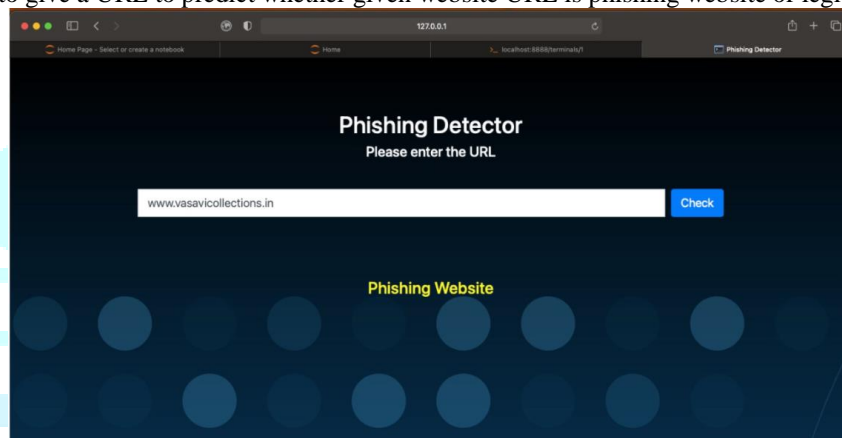 to give a URL to predict whether given website URL is phishing website or
127.0.0.1
Home Page - Select or create a notebook
Home
localhost:8888/terminals/1
Phishing Detector
Phishing Detector
Please enter the URL
www.vasavicollections.in
Check
Phishing Website